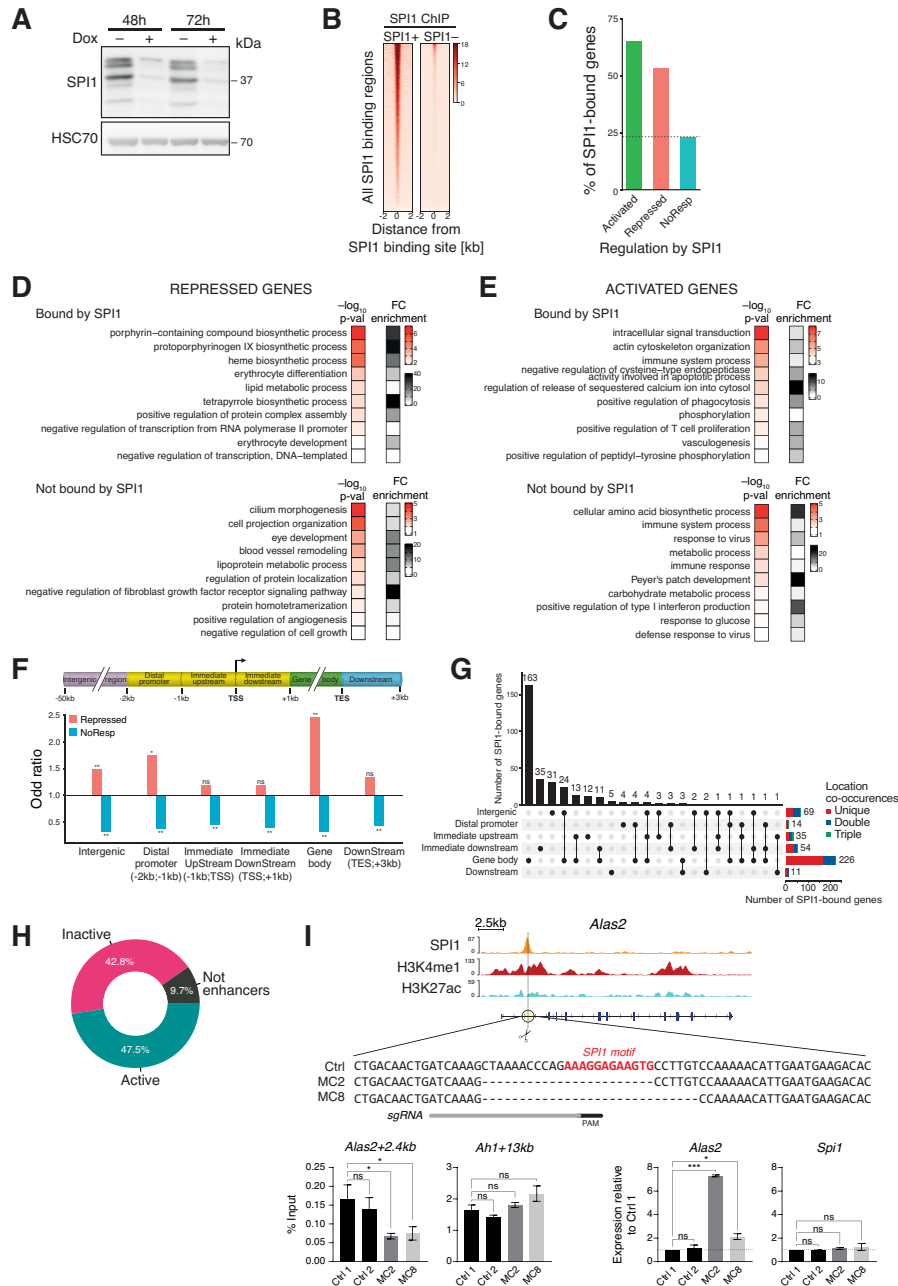 A
48h 72h
Dox – + – + kDa
SPI1
– 37
HSC70
– 70
B
SPI1 ChIP
SPI1+ SPI1–
18
12
6
0
All SPI1 binding regions
-2 0 2 -2 0 2
Distance from
SPI1 binding site [kb]
C
% of SPI1-bound genes
75
50
25
0
Activated
Repressed
NoResp
Regulation by SPI1
D
REPRESSED GENES
Bound by SPI1
–log10
p-val
FC
enrichment
porphyrin-containing compound biosynthetic process
protoporphyrinogen IX biosynthetic process
heme biosynthetic process
erythrocyte differentiation
lipid metabolic process
tetrapyrrole biosynthetic process
positive regulation of protein complex assembly
negative regulation of transcription from RNA polymerase II promoter
erythrocyte development
negative regulation of transcription, DNA-templated
6
4
2
40
20
0
Not bound by SPI1
–log10
p-val
FC
enrichment
cilium morphogenesis
cell projection organization
eye development
blood vessel remodeling
lipoprotein metabolic process
regulation of protein localization
negative regulation of fibroblast growth factor receptor signaling pathway
protein homotetramerization
positive regulation of angiogenesis
negative regulation of cell growth
5
3
1
20
10
0
E
ACTIVATED GENES
Bound by SPI1
–log10
p-val
FC
enrichment
intracellular signal transduction
actin cytoskeleton organization
immune system process
negative regulation of cysteine–type endopeptidase
activity involved in apoptotic process
regulation of release of sequestered calcium ion into cytosol
positive regulation of phagocytosis
phosphorylation
positive regulation of T cell proliferation
vasculogenesis
positive regulation of peptidyl-tyrosine phosphorylation
7
5
3
10
0
Not bound by SPI1
–log10
p-val
FC
enrichment
cellular amino acid biosynthetic process
immune system process
response to virus
metabolic process
immune response
Peyer's patch development
carbohydrate metabolic process
positive regulation of type I interferon production
response to glucose
defense response to virus
5
3
1
20
10
0
F
Intergenic region
Distal
promoter
Immediate
upstream
Immediate
dowstream
Gene body
Downstream
-50kb -2kb -1kb TSS +1kb TES +3kb
Odd ratio
2.5
2.0
1.5
1.0
0.5
Repressed
NoResp
** * ns ns ** ns
** ** ** ** ** **
Intergenic
Distal
promoter
(-2kb;-1kb)
Immediate
UpStream
(-1kb;TSS)
Immediate
DownStream
(TSS;+1kb)
Gene
body
DownStream
(TES;+3kb)
G
Number of SPI1-bound genes
150
100
50
0
163 35 31 24 13 12 11 5 4 4 4 3 3 3 2 2 1 1 1 1 1 1
Intergenic
Distal promoter
Immediate upstream
Immediate downstream
Gene body
Downstream
69
14
35
54
226
11
0 100 200
Number of SPI1-bound genes
Location
co-occurences
Unique
Double
Triple
H
Inactive
42.8%
Not
enhancers
9.7%
47.5%
Active
I
2.5kb
Alas2
SPI1
67
0
H3K4me1
133
0
H3K27ac
59
0
SPI1 motif
Ctrl CTGACAACTGATCAAAGCTAAAACCCAGAAAGGAGAAGTGCCTTGTCCAAAAACATTGAATGAAGACAC
MC2 CTGACAACTGATCAAAG----------------------CCTTGTCCAAAAACATTGAATGAAGACAC
MC8 CTGACAACTGATCAAAG----------------------------CCAAAAACATTGAATGAAGACAC
sgRNA
PAM
Alas2+2.4kb
% Input
0.20
0.15
0.10
0.05
0.00
*
*
ns
Ctrl 1
Ctrl 2
MC2
MC8
Ah1+13kb
3
2
1
0
ns
ns
ns
Ctrl 1
Ctrl 2
MC2
MC8
Alas2
Expression relative
to Ctrl 1
8
6
4
2
0
*
***
ns
Ctrl 1
Ctrl 2
MC2
MC8
Spi1
8
6
4
2
0
ns
ns
ns
Ctrl 1
Ctrl 2
MC2
MC8